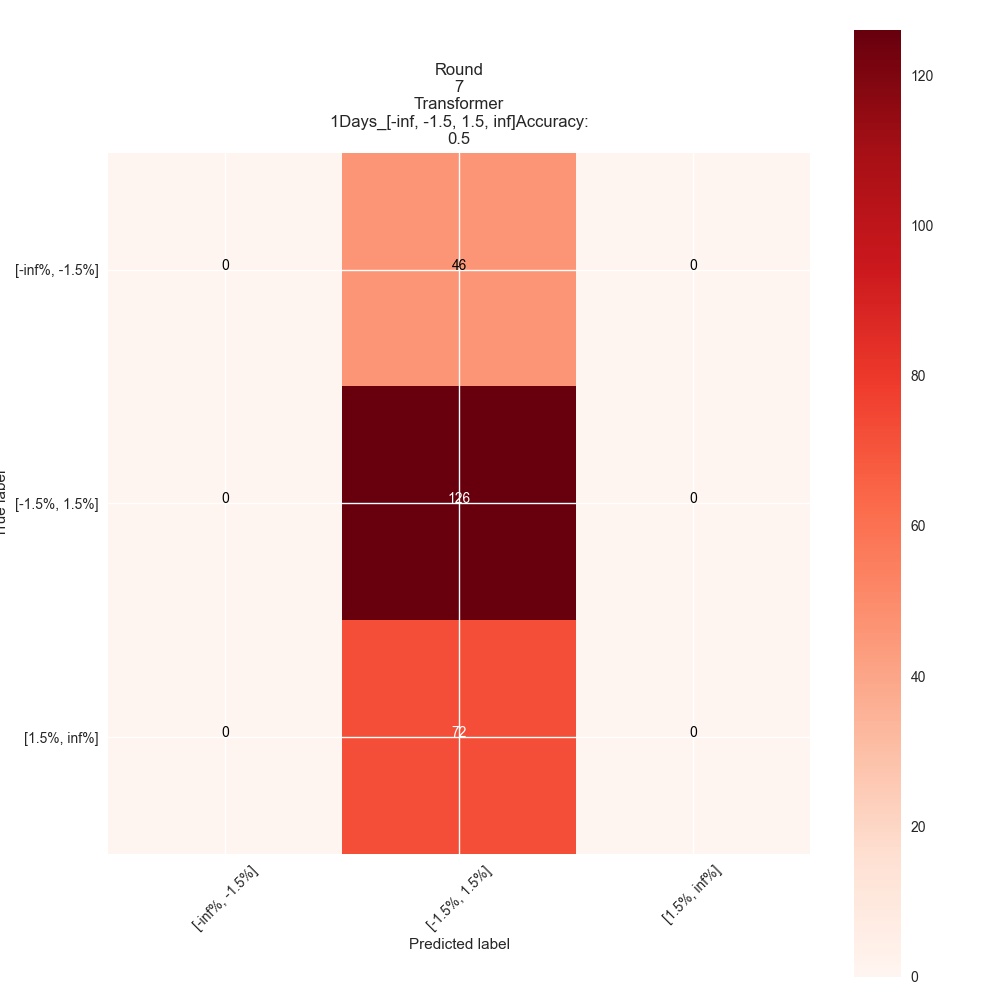 Round
7
Transformer
1Days_[-inf, -1.5, 1.5, inf]Accuracy:
0.5
[-inf%, -1.5%] 0 46 0
[-1.5%, 1.5%] 0 126 0
[1.5%, inf%] 0 72 0
[-inf%, -1.5%] [-1.5%, 1.5%] [1.5%, inf%]
Predicted label
120
100
80
60
40
20
0